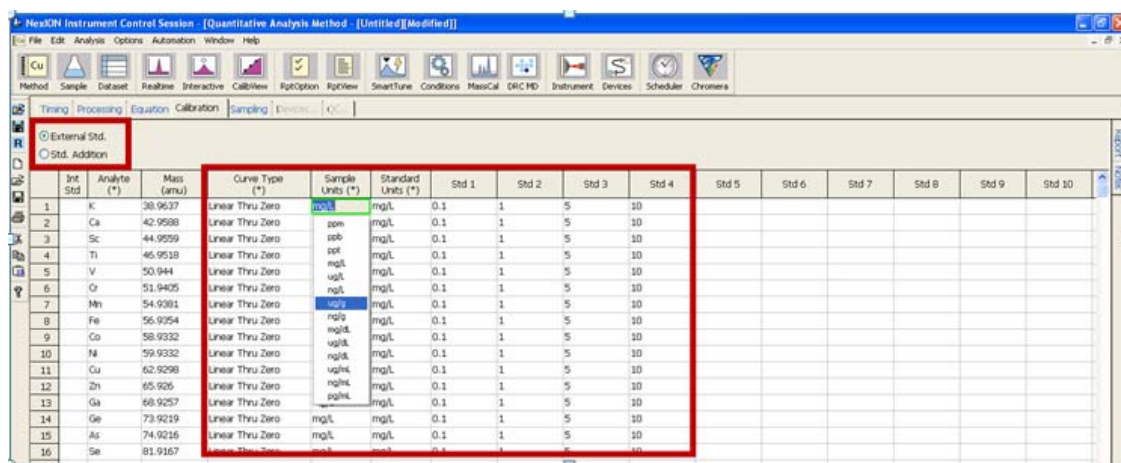 NexION Instrument Control Session - [Quantitative Analysis Method - [Untitled][Modified]]
File Edit Analysis Options Automation Window Help
Cu
Method Sample Dataset Realtime Interactive CalibView RptOption RptView SmartTune Conditions MassCal DRC MD Instrument Devices Scheduler Chromera
Timing Processing Equation Calibration Sampling Devices... QC...
R
External Std.
Std. Addition
Int Std Analyte (*) Mass (amu) Curve Type (*) Sample Units (*) Standard Units (*) Std 1 Std 2 Std 3 Std 4 Std 5 Std 6 Std 7 Std 8 Std 9 Std 10
1 K 38.9637 Linear Thru Zero mg/L mg/L 0.1 1 5 10
2 Ca 42.9588 Linear Thru Zero ppm mg/L 0.1 1 5 10
3 Sc 44.9559 Linear Thru Zero ppb mg/L 0.1 1 5 10
4 Ti 46.9518 Linear Thru Zero ppt mg/L 0.1 1 5 10
mg/L
5 V 50.944 Linear Thru Zero ug/L mg/L 0.1 1 5 10
6 Cr 51.9405 Linear Thru Zero ng/L mg/L 0.1 1 5 10
7 Mn 54.9381 Linear Thru Zero ug/g mg/L 0.1 1 5 10
8 Fe 56.9354 Linear Thru Zero ng/g mg/L 0.1 1 5 10
mg/dL
9 Co 58.9332 Linear Thru Zero ug/dL mg/L 0.1 1 5 10
10 Ni 59.9332 Linear Thru Zero ng/dL mg/L 0.1 1 5 10
11 Cu 62.9298 Linear Thru Zero ug/mL mg/L 0.1 1 5 10
12 Zn 65.926 Linear Thru Zero ng/mL mg/L 0.1 1 5 10
13 Ga 68.9257 Linear Thru Zero pg/mL mg/L 0.1 1 5 10
14 Ge 73.9219 Linear Thru Zero mg/L mg/L 0.1 1 5 10
15 As 74.9216 Linear Thru Zero mg/L mg/L 0.1 1 5 10
16 Se 81.9167 Linear Thru Zero mg/L mg/L 0.1 1 5 10